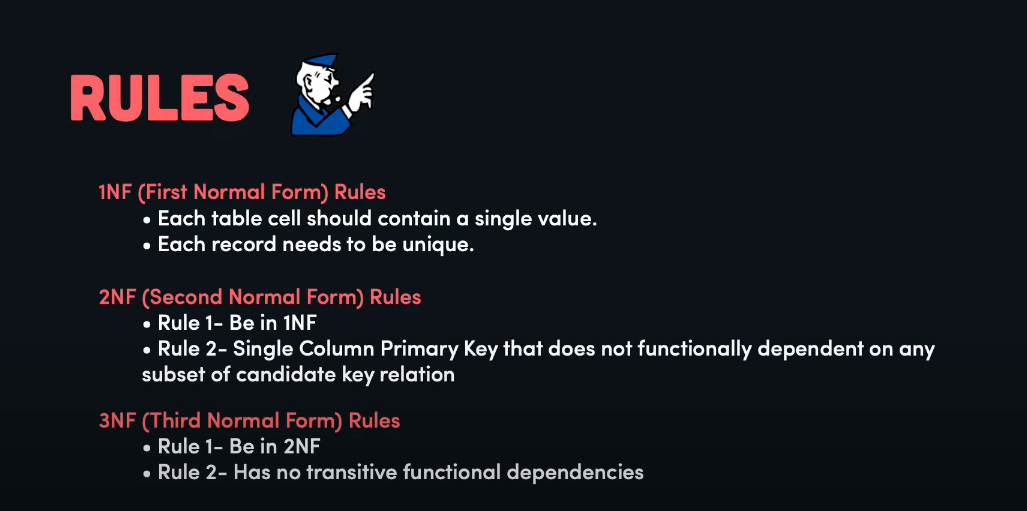 RULES
1NF (First Normal Form) Rules
• Each table cell should contain a single value.
• Each record needs to be unique.
2NF (Second Normal Form) Rules
• Rule 1- Be in 1NF
• Rule 2- Single Column Primary Key that does not functionally dependent on any
subset of candidate key relation
3NF (Third Normal Form) Rules
• Rule 1- Be in 2NF
• Rule 2- Has no transitive functional dependencies